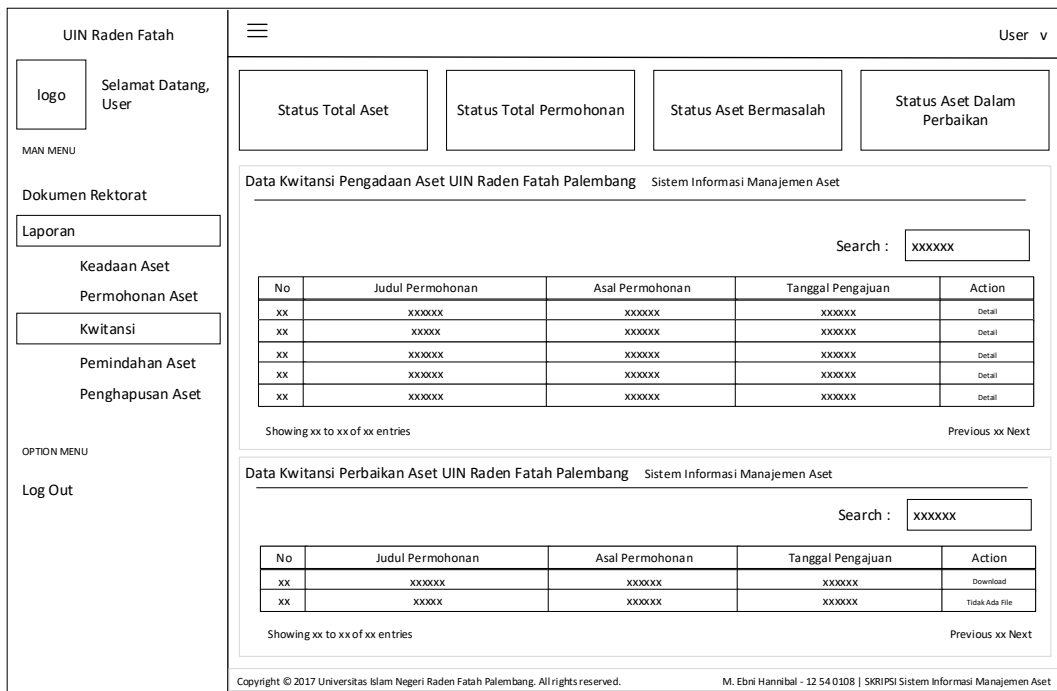 UIN Raden Fatah
logo
Selamat Datang,
User
MAN MENU
Dokumen Rektorat
Laporan
Keadaan Aset
Permohonan Aset
Kwitansi
Pemindahan Aset
Penghapusan Aset
OPTION MENU
Log Out
User v
Status Total Aset
Status Total Permohonan
Status Aset Bermasalah
Status Aset Dalam
Perbaikan
Data Kwitansi Pengadaan Aset UIN Raden Fatah Palembang Sistem Informasi Manajemen Aset
Search : xxxxxx
No Judul Permohonan Asal Permohonan Tanggal Pengajuan Action
xx xxxxxx xxxxxx xxxxxx Detail
xx xxxxx xxxxxx xxxxxx Detail
xx xxxxxx xxxxxx xxxxxx Detail
xx xxxxxx xxxxxx xxxxxx Detail
xx xxxxxx xxxxxx xxxxxx Detail
Showing xx to xx of xx entries Previous xx Next
Data Kwitansi Perbaikan Aset UIN Raden Fatah Palembang Sistem Informasi Manajemen Aset
Search : xxxxxx
No Judul Permohonan Asal Permohonan Tanggal Pengajuan Action
xx xxxxxx xxxxxx xxxxxx Download
xx xxxxx xxxxxx xxxxxx Tidak Ada File
Showing xx to xx of xx entries Previous xx Next
Copyright © 2017 Universitas Islam Negeri Raden Fatah Palembang. All rights reserved. M. Ebni Hannibal - 12 54 0108 | SKRIPSI Sistem Informasi Manajemen Aset